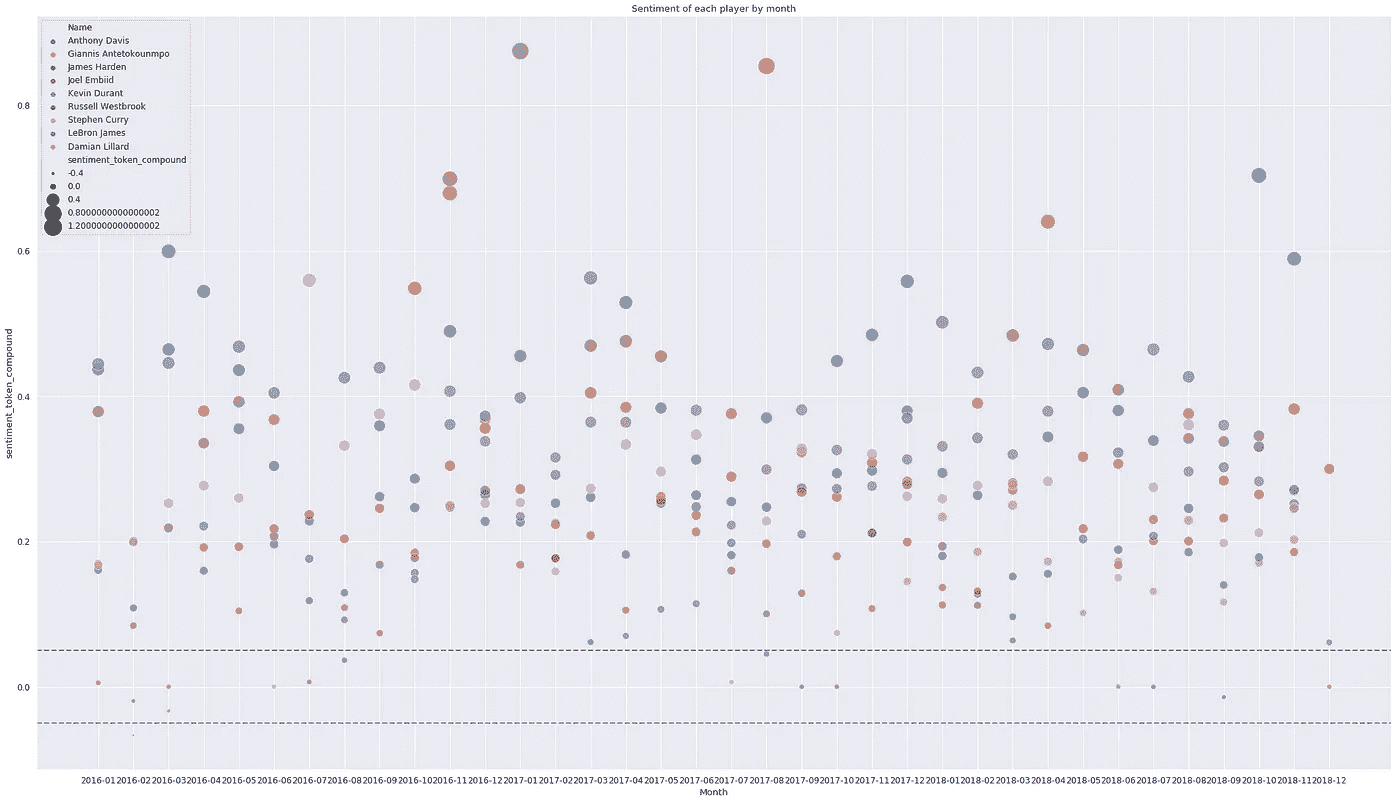 Sentiment of each player by month
Name
Anthony Davis
Giannis Antetokounmpo
James Harden
Joel Embiid
Kevin Durant
Russell Westbrook
Stephen Curry
LeBron James
Damian Lillard
sentiment_token_compound
-0.4
0.0
0.4
0.8000000000000002
1.2000000000000002
0.8
0.6
0.4
0.2
0.0
sentiment_token_compound
2016-01 2016-02 2016-03 2016-04 2016-05 2016-06 2016-07 2016-08 2016-09 2016-10 2016-11 2016-12 2017-01 2017-02 2017-03 2017-04 2017-05 2017-06 2017-07 2017-08 2017-09 2017-10 2017-11 2017-12 2018-01 2018-02 2018-03 2018-04 2018-05 2018-06 2018-07 2018-08 2018-09 2018-10 2018-11 2018-12
Month